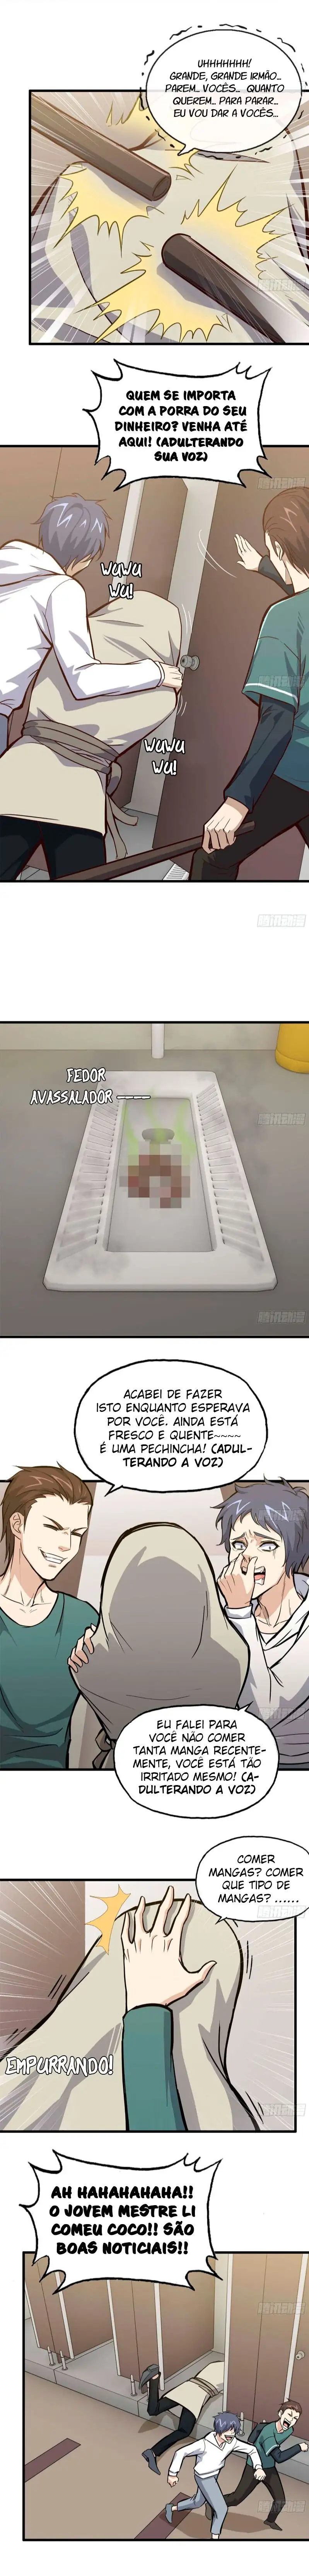 UHHHHHHH!
GRANDE, GRANDE IRMÃO...
PAREM... VOCÊS... QUANTO
QUEREM... PARA PARAR...
EU VOU DAR A VOCÊS...
QUEM SE IMPORTA
COM A PORRA DO SEU
DINHEIRO? VENHA ATÉ
AQUI! (ADULTERANDO
SUA VOZ)
WUWU
WU!
WUWU
WU!
FEDOR
AVASSALADOR ----
ACABEI DE FAZER
ISTO ENQUANTO ESPERAVA
POR VOCÊ. AINDA ESTÁ
FRESCO E QUENTE~~~~
É UMA PECHINCHA! (ADUL-
TERANDO A VOZ)
EU FALEI PARA
VOCÊ NÃO COMER
TANTA MANGA RECENTE-
MENTE, VOCÊ ESTÁ TÃO
IRRITADO MESMO! (A-
DULTERANDO A VOZ)
COMER
MANGAS? COMER
QUE TIPO DE
MANGAS? ......
EMPURRANDO!
AH HAHAHAHAHA!!
O JOVEM MESTRE LI
COMEU COCO!! SÃO
BOAS NOTICIAIS!!